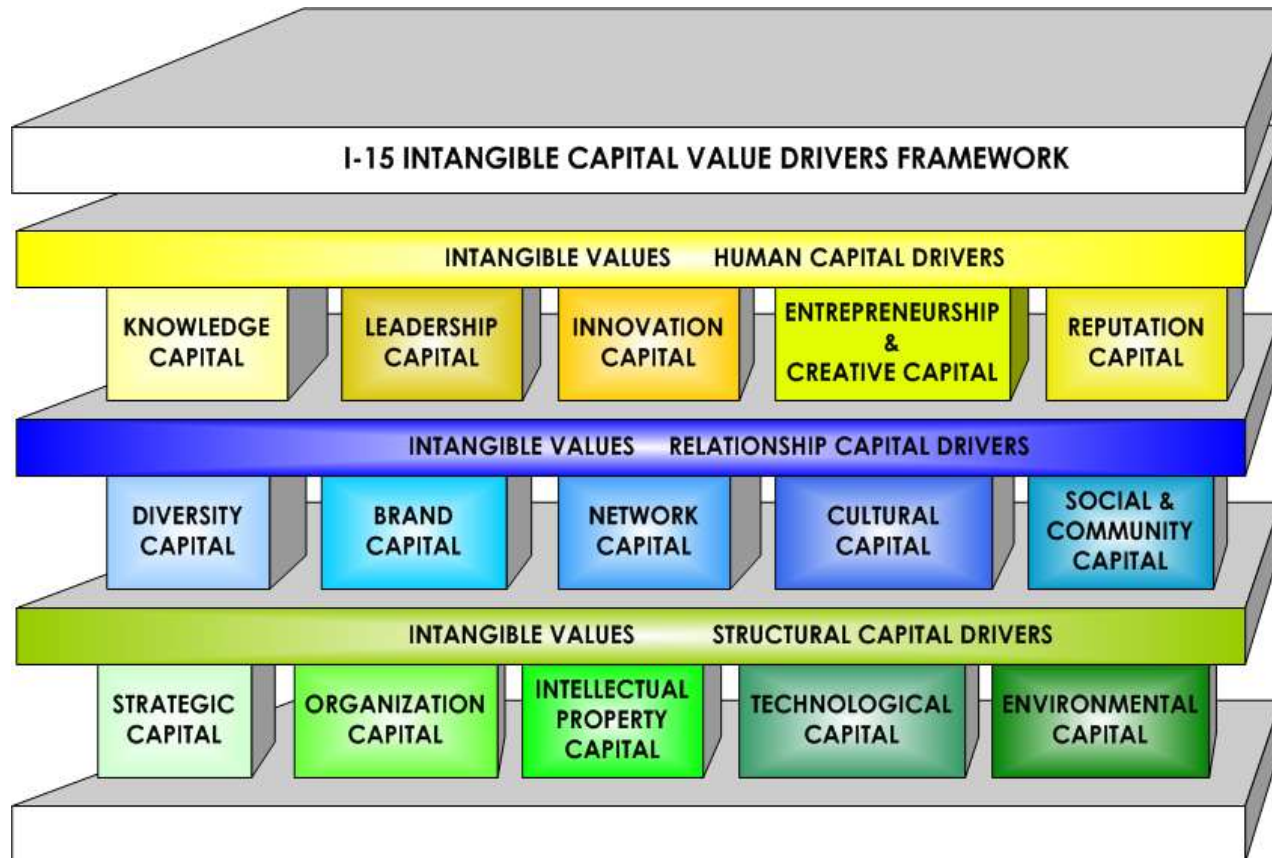 I-15 INTANGIBLE CAPITAL VALUE DRIVERS FRAMEWORK
INTANGIBLE VALUES HUMAN CAPITAL DRIVERS
KNOWLEDGE
CAPITAL
LEADERSHIP
CAPITAL
INNOVATION
CAPITAL
ENTREPRENEURSHIP
&
CREATIVE CAPITAL
REPUTATION
CAPITAL
INTANGIBLE VALUES RELATIONSHIP CAPITAL DRIVERS
DIVERSITY
CAPITAL
BRAND
CAPITAL
NETWORK
CAPITAL
CULTURAL
CAPITAL
SOCIAL &
COMMUNITY
CAPITAL
INTANGIBLE VALUES STRUCTURAL CAPITAL DRIVERS
STRATEGIC
CAPITAL
ORGANIZATION
CAPITAL
INTELLECTUAL
PROPERTY
CAPITAL
TECHNOLOGICAL
CAPITAL
ENVIRONMENTAL
CAPITAL